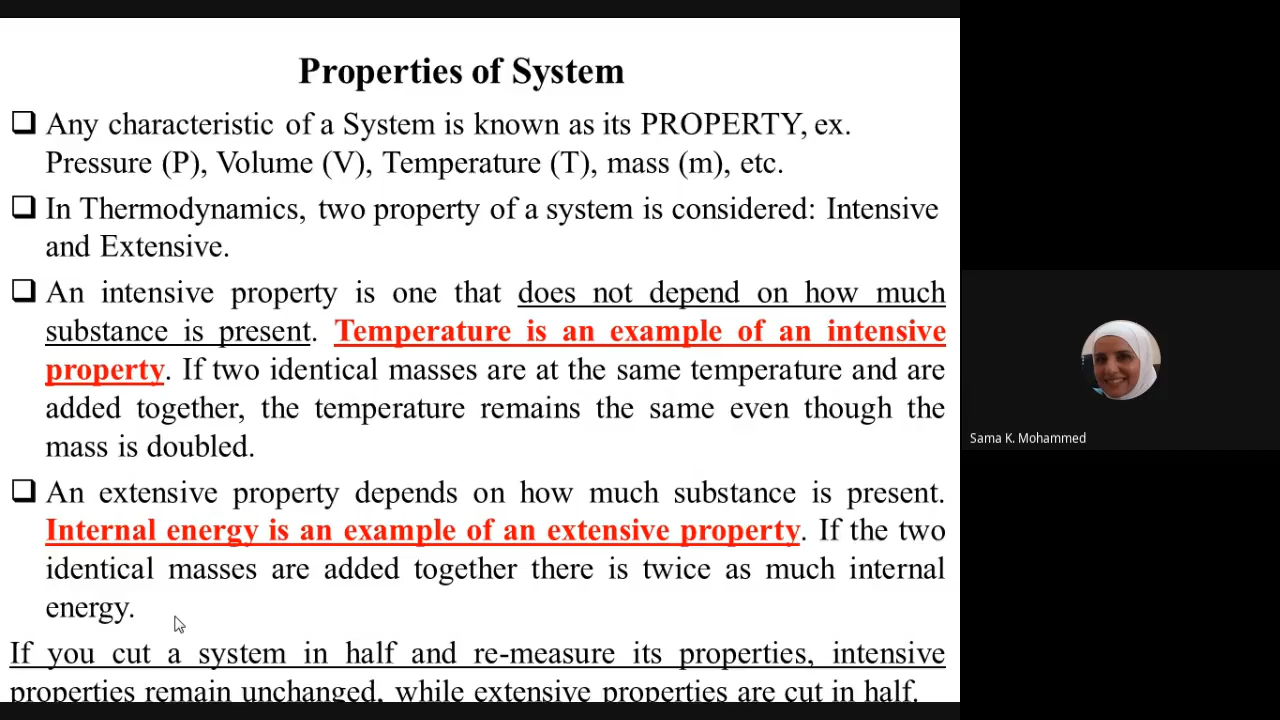 Properties of System
❑ Any characteristic of a System is known as its PROPERTY, ex.
Pressure (P), Volume (V), Temperature (T), mass (m), etc.
❑ In Thermodynamics, two property of a system is considered: Intensive
and Extensive.
❑ An intensive property is one that does not depend on how much
substance is present. Temperature is an example of an intensive
property. If two identical masses are at the same temperature and are
added together, the temperature remains the same even though the
mass is doubled.
❑ An extensive property depends on how much substance is present.
Internal energy is an example of an extensive property. If the two
identical masses are added together there is twice as much internal
energy.
If you cut a system in half and re-measure its properties, intensive
properties remain unchanged, while extensive properties are cut in half.
Sama K. Mohammed